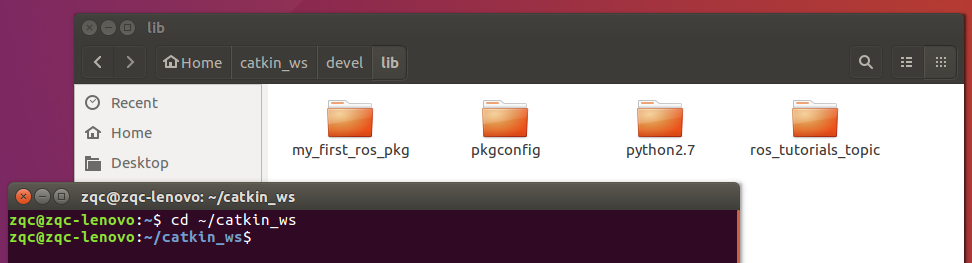 lib
Home catkin_ws devel lib
Recent
Home
Desktop
my_first_ros_pkg pkgconfig python2.7 ros_tutorials_topic
zqc@zqc-lenovo: ~/catkin_ws
zqc@zqc-lenovo:~$ cd ~/catkin_ws
zqc@zqc-lenovo:~/catkin_ws$